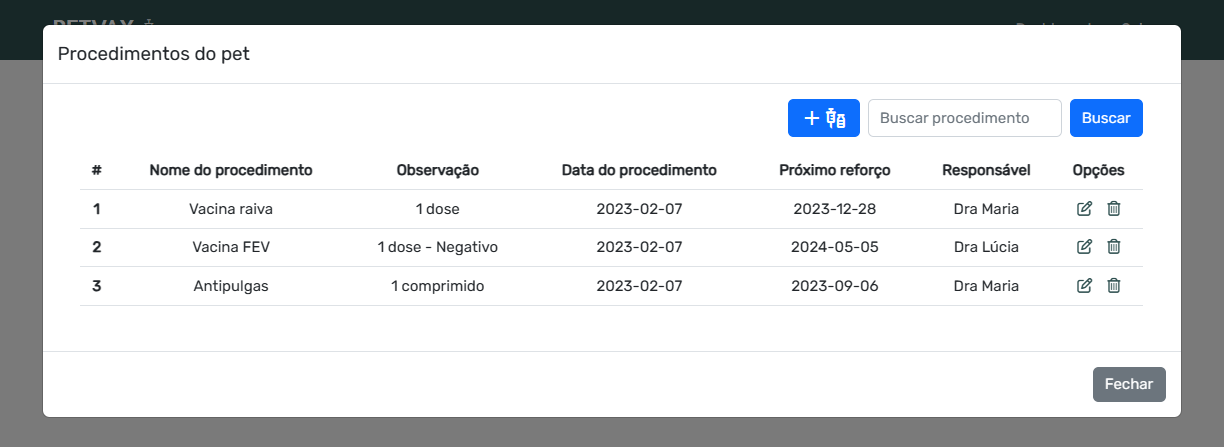 PETVAX
Procedimentos do pet
+ Buscar procedimento Buscar
# Nome do procedimento Observação Data do procedimento Próximo reforço Responsável Opções
1 Vacina raiva 1 dose 2023-02-07 2023-12-28 Dra Maria
2 Vacina FEV 1 dose - Negativo 2023-02-07 2024-05-05 Dra Lúcia
3 Antipulgas 1 comprimido 2023-02-07 2023-09-06 Dra Maria
Fechar